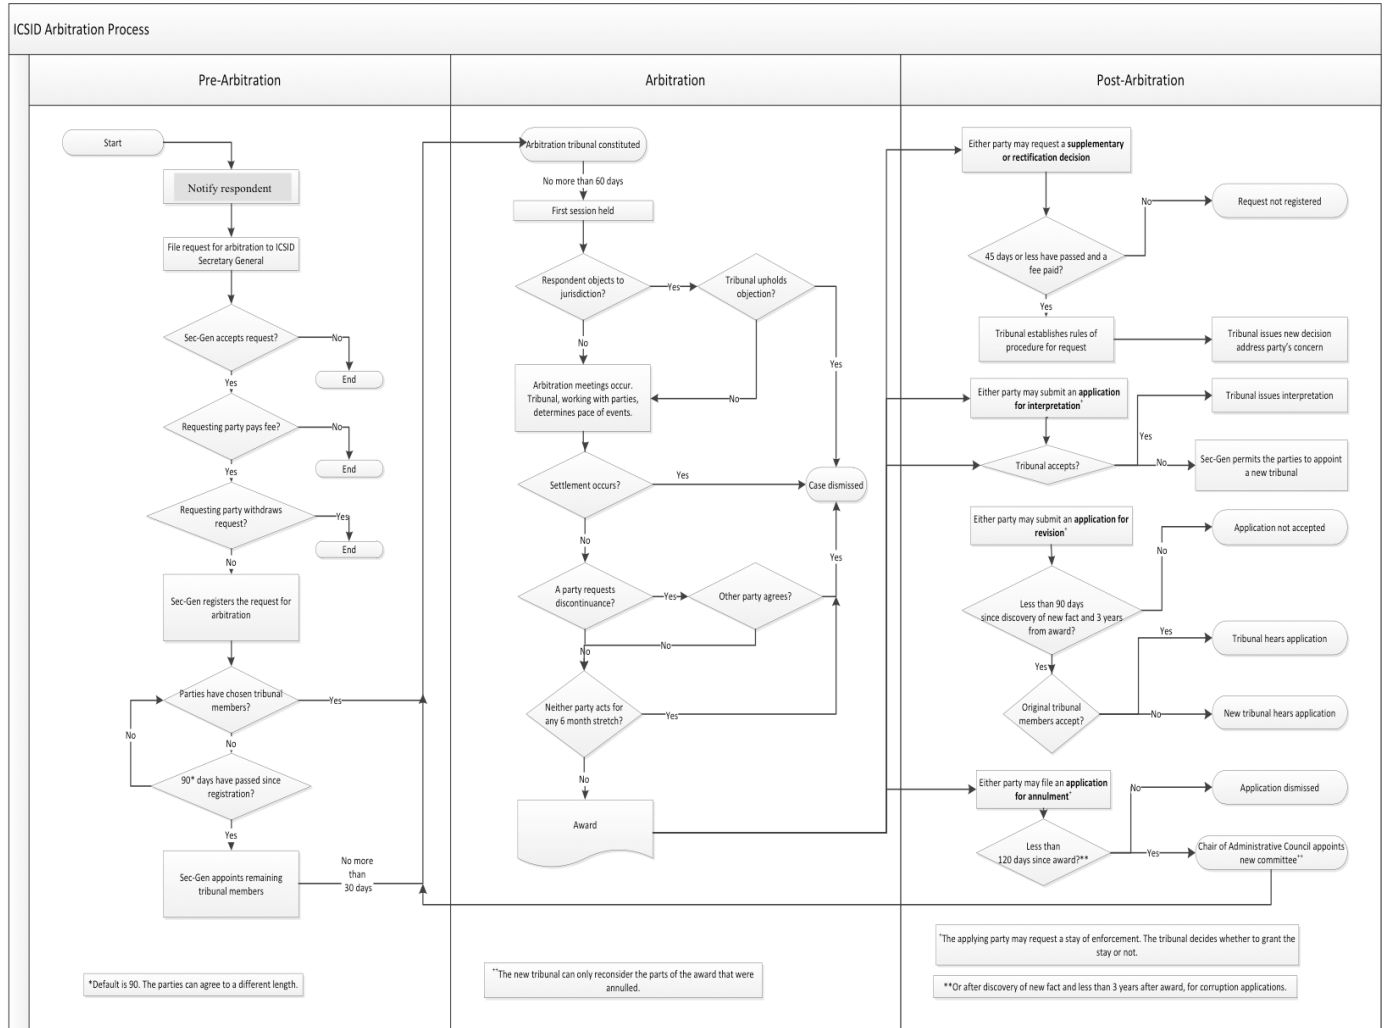 ICSID Arbitration Process
Pre-Arbitration
Start
Notify respondent
File request for arbitration to ICSID
Secretary General
Sec-Gen accepts request?
No
End
Yes
Requesting party pays fee?
No
End
Yes
Requesting party withdraws
request?
Yes
End
No
Sec-Gen registers the request for
arbitration
Parties have chosen tribunal
members?
Yes
No
No
90* days have passed since
registration?
Yes
Sec-Gen appoints remaining
tribunal members
No more
than
30 days
*Default is 90. The parties can agree to a different length.
Arbitration
Arbitration tribunal constituted
No more than 60 days
First session held
Respondent objects to
jurisdiction?
Yes
Tribunal upholds
objection?
No
Yes
Arbitration meetings occur.
Tribunal, working with parties,
determines pace of events.
No
Settlement occurs?
Yes
Case dismissed
No
Yes
A party requests
discontinuance?
Yes
Other party agrees?
No
No
Neither party acts for
any 6 month stretch?
Yes
No
Award
++The new tribunal can only reconsider the parts of the award that were
annulled.
Post-Arbitration
Either party may request a supplementary
or rectification decision
No
Request not registered
45 days or less have passed and a
fee paid?
Yes
Tribunal establishes rules of
procedure for request
Tribunal issues new decision
address party's concern
Either party may submit an application
for interpretation+
Tribunal issues interpretation
Yes
Tribunal accepts?
No
Sec-Gen permits the parties to appoint
a new tribunal
Either party may submit an application for
revision+
Application not accepted
No
Less than 90 days
since discovery of new fact and 3 years
from award?
Yes
Tribunal hears application
Yes
Original tribunal
members accept?
No
New tribunal hears application
Either party may file an application
for annulment+
No
Application dismissed
Less than
120 days since award?**
Yes
Chair of Administrative Council appoints
new committee++
+The applying party may request a stay of enforcement. The tribunal decides whether to grant the
stay or not.
**Or after discovery of new fact and less than 3 years after award, for corruption applications.